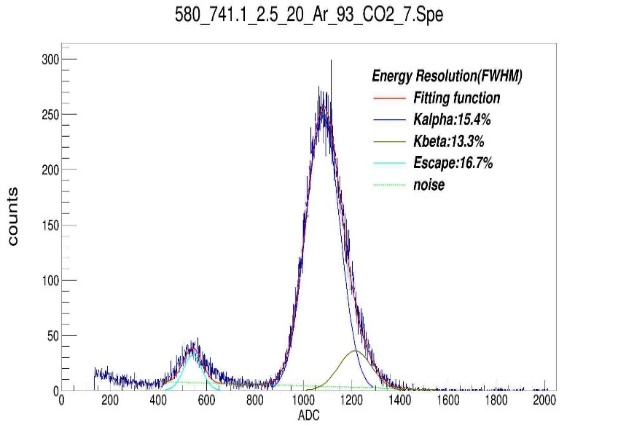 580_741.1_2.5_20_Ar_93_CO2_7.Spe
Energy Resolution(FWHM)
Fitting function
Kalpha:15.4%
Kbeta:13.3%
Escape:16.7%
noise
counts
300
250
200
150
100
50
0
0 200 400 600 800 1000 1200 1400 1600 1800 2000
ADC